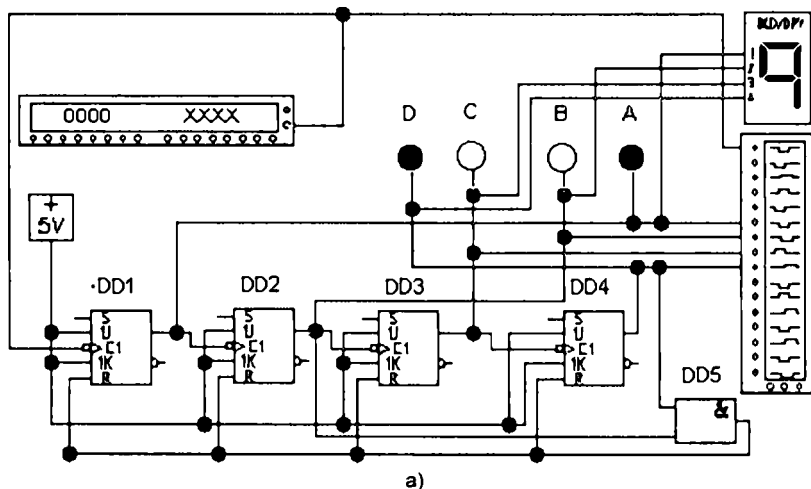 0000 XXXX
D C B A
+
5V
DD1 DD2 DD3 DD4
S
U
C1
1K
R
S
U
C1
1K
R
S
U
C1
1K
R
S
U
C1
1K
R
DD5
&
9
а)